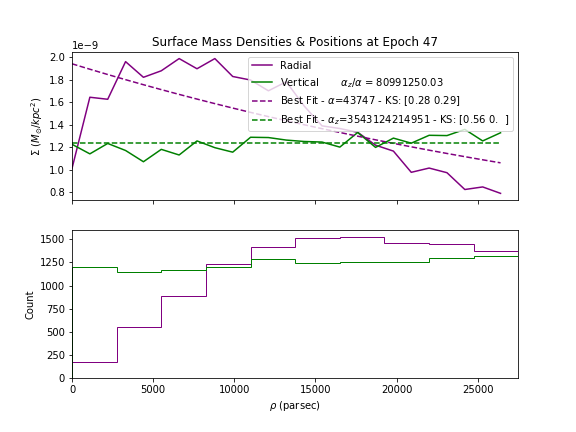 Surface Mass Densities & Positions at Epoch 47
1e−9
2.0
1.8
1.6
1.4
1.2
1.0
0.8
Σ (M⊙/kpc²)
Radial
Vertical α_z/α = 80991250.03
Best Fit - α=43747 - KS: [0.28 0.29]
Best Fit - α_z=3543124214951 - KS: [0.56 0. ]
1500
1250
1000
750
500
250
0
Count
0 5000 10000 15000 20000 25000
ρ (parsec)